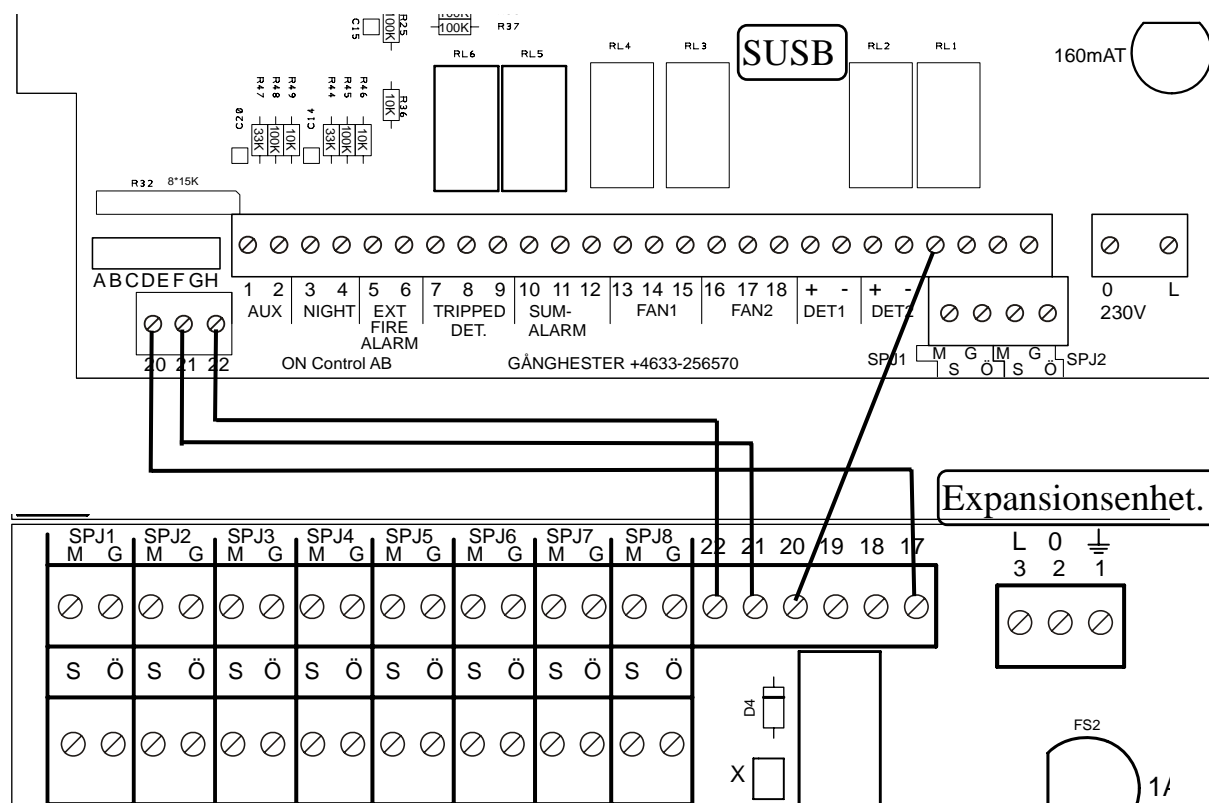 C15
R25
100K
100K
100K
R37
RL6
RL5
RL4
RL3
SUSB
RL2
RL1
160mAT
R47
R48
R49
R44
R45
R46
10K
R36
C20
33K
100K
10K
C14
33K
100K
10K
R32 8*15K
ABCDEFGH
1 2 3 4 5 6 7 8 9 10 11 12 13 14 15 16 17 18 + - + -
AUX NIGHT EXT FIRE ALARM TRIPPED DET. SUM-ALARM FAN1 FAN2 DET1 DET2
0 L
230V
20 21 22
ON Control AB GÅNGHESTER +4633-256570
SPJ1 M G M G SPJ2
S Ö S Ö
Expansionsenhet.
SPJ1 SPJ2 SPJ3 SPJ4 SPJ5 SPJ6 SPJ7 SPJ8
M G M G M G M G M G M G M G M G
22 21 20 19 18 17
L 0
3 2 1
S Ö S Ö S Ö S Ö S Ö S Ö S Ö S Ö
D4
X
FS2